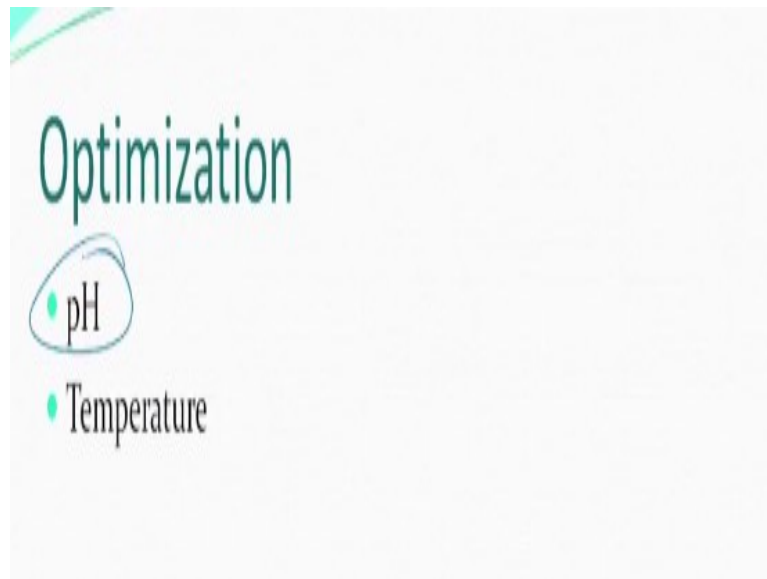 Optimization
• pH
• Temperature